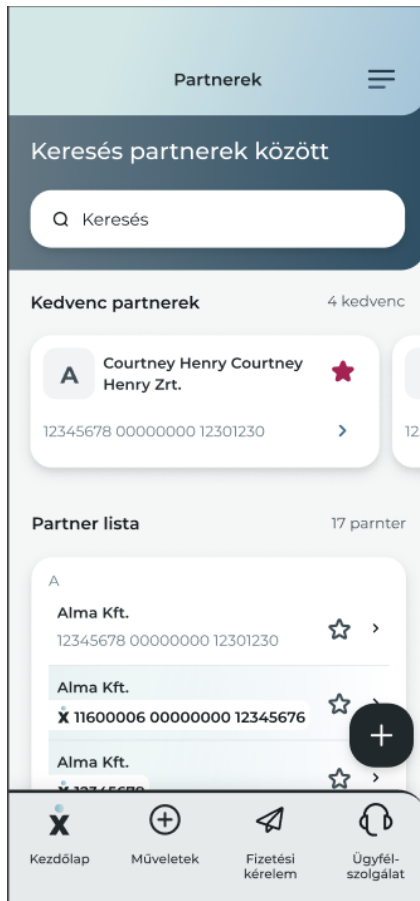 Partnerek
Keresés partnerek között
Keresés
Kedvenc partnerek 4 kedvenc
A
Courtney Henry Courtney
Henry Zrt.
12345678 00000000 12301230
12
Partner lista 17 parnter
A
Alma Kft.
12345678 00000000 12301230
Alma Kft.
11600006 00000000 12345676
Alma Kft.
12345678
Kezdőlap Műveletek Fizetési Ügyfél-
kérelem szolgálat